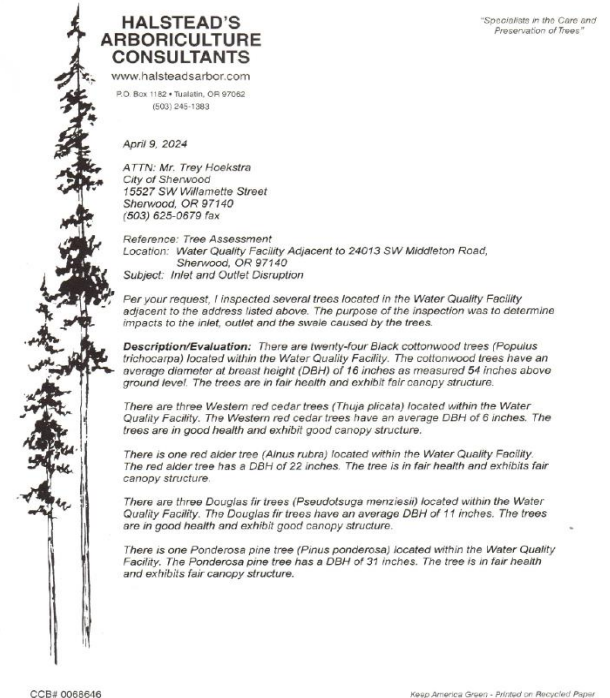 HALSTEAD'S
ARBORICULTURE
CONSULTANTS
www.halsteadsarbor.com
P.O. Box 1182 • Tualatin, OR 97062
(503) 245-1383
"Specialists in the Care and
Preservation of Trees"
April 9, 2024
ATTN: Mr. Trey Hoekstra
City of Sherwood
15527 SW Willamette Street
Sherwood, OR 97140
(503) 625-0679 fax
Reference: Tree Assessment
Location: Water Quality Facility Adjacent to 24013 SW Middleton Road,
Sherwood, OR 97140
Subject: Inlet and Outlet Disruption
Per your request, I inspected several trees located in the Water Quality Facility
adjacent to the address listed above. The purpose of the inspection was to determine
impacts to the inlet, outlet and the swale caused by the trees.
Description/Evaluation: There are twenty-four Black cottonwood trees (Populus
trichocarpa) located within the Water Quality Facility. The cottonwood trees have an
average diameter at breast height (DBH) of 16 inches as measured 54 inches above
ground level. The trees are in fair health and exhibit fair canopy structure.
There are three Western red cedar trees (Thuja plicata) located within the Water
Quality Facility. The Western red cedar trees have an average DBH of 6 inches. The
trees are in good health and exhibit good canopy structure.
There is one red alder tree (Alnus rubra) located within the Water Quality Facility.
The red alder tree has a DBH of 22 inches. The tree is in fair health and exhibits fair
canopy structure.
There are three Douglas fir trees (Pseudotsuga menziesii) located within the Water
Quality Facility. The Douglas fir trees have an average DBH of 11 inches. The trees
are in good health and exhibit good canopy structure.
There is one Ponderosa pine tree (Pinus ponderosa) located within the Water Quality
Facility. The Ponderosa pine tree has a DBH of 31 inches. The tree is in fair health
and exhibits fair canopy structure.
CCB# 0068646
Keep America Green - Printed on Recycled Paper